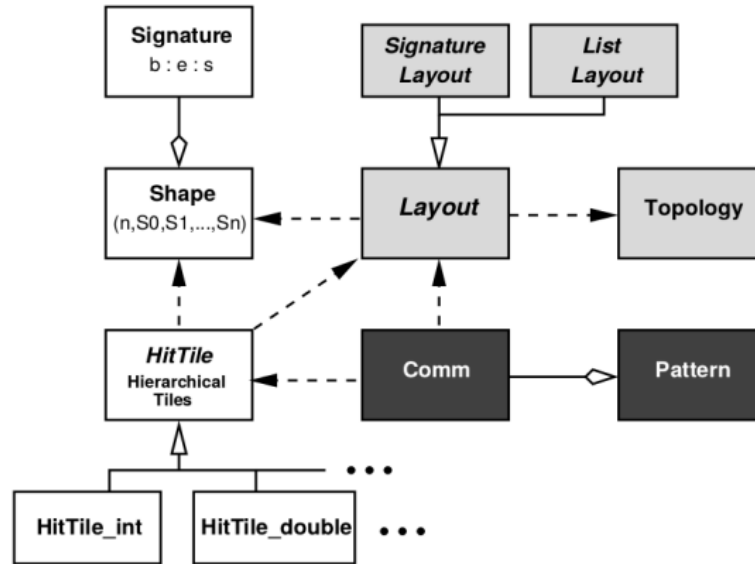 Signature
b : e : s
Signature
Layout
List
Layout
Shape
(n,S0,S1,...,Sn)
Layout
Topology
HitTile
Hierarchical
Tiles
Comm
Pattern
HitTile_int
HitTile_double